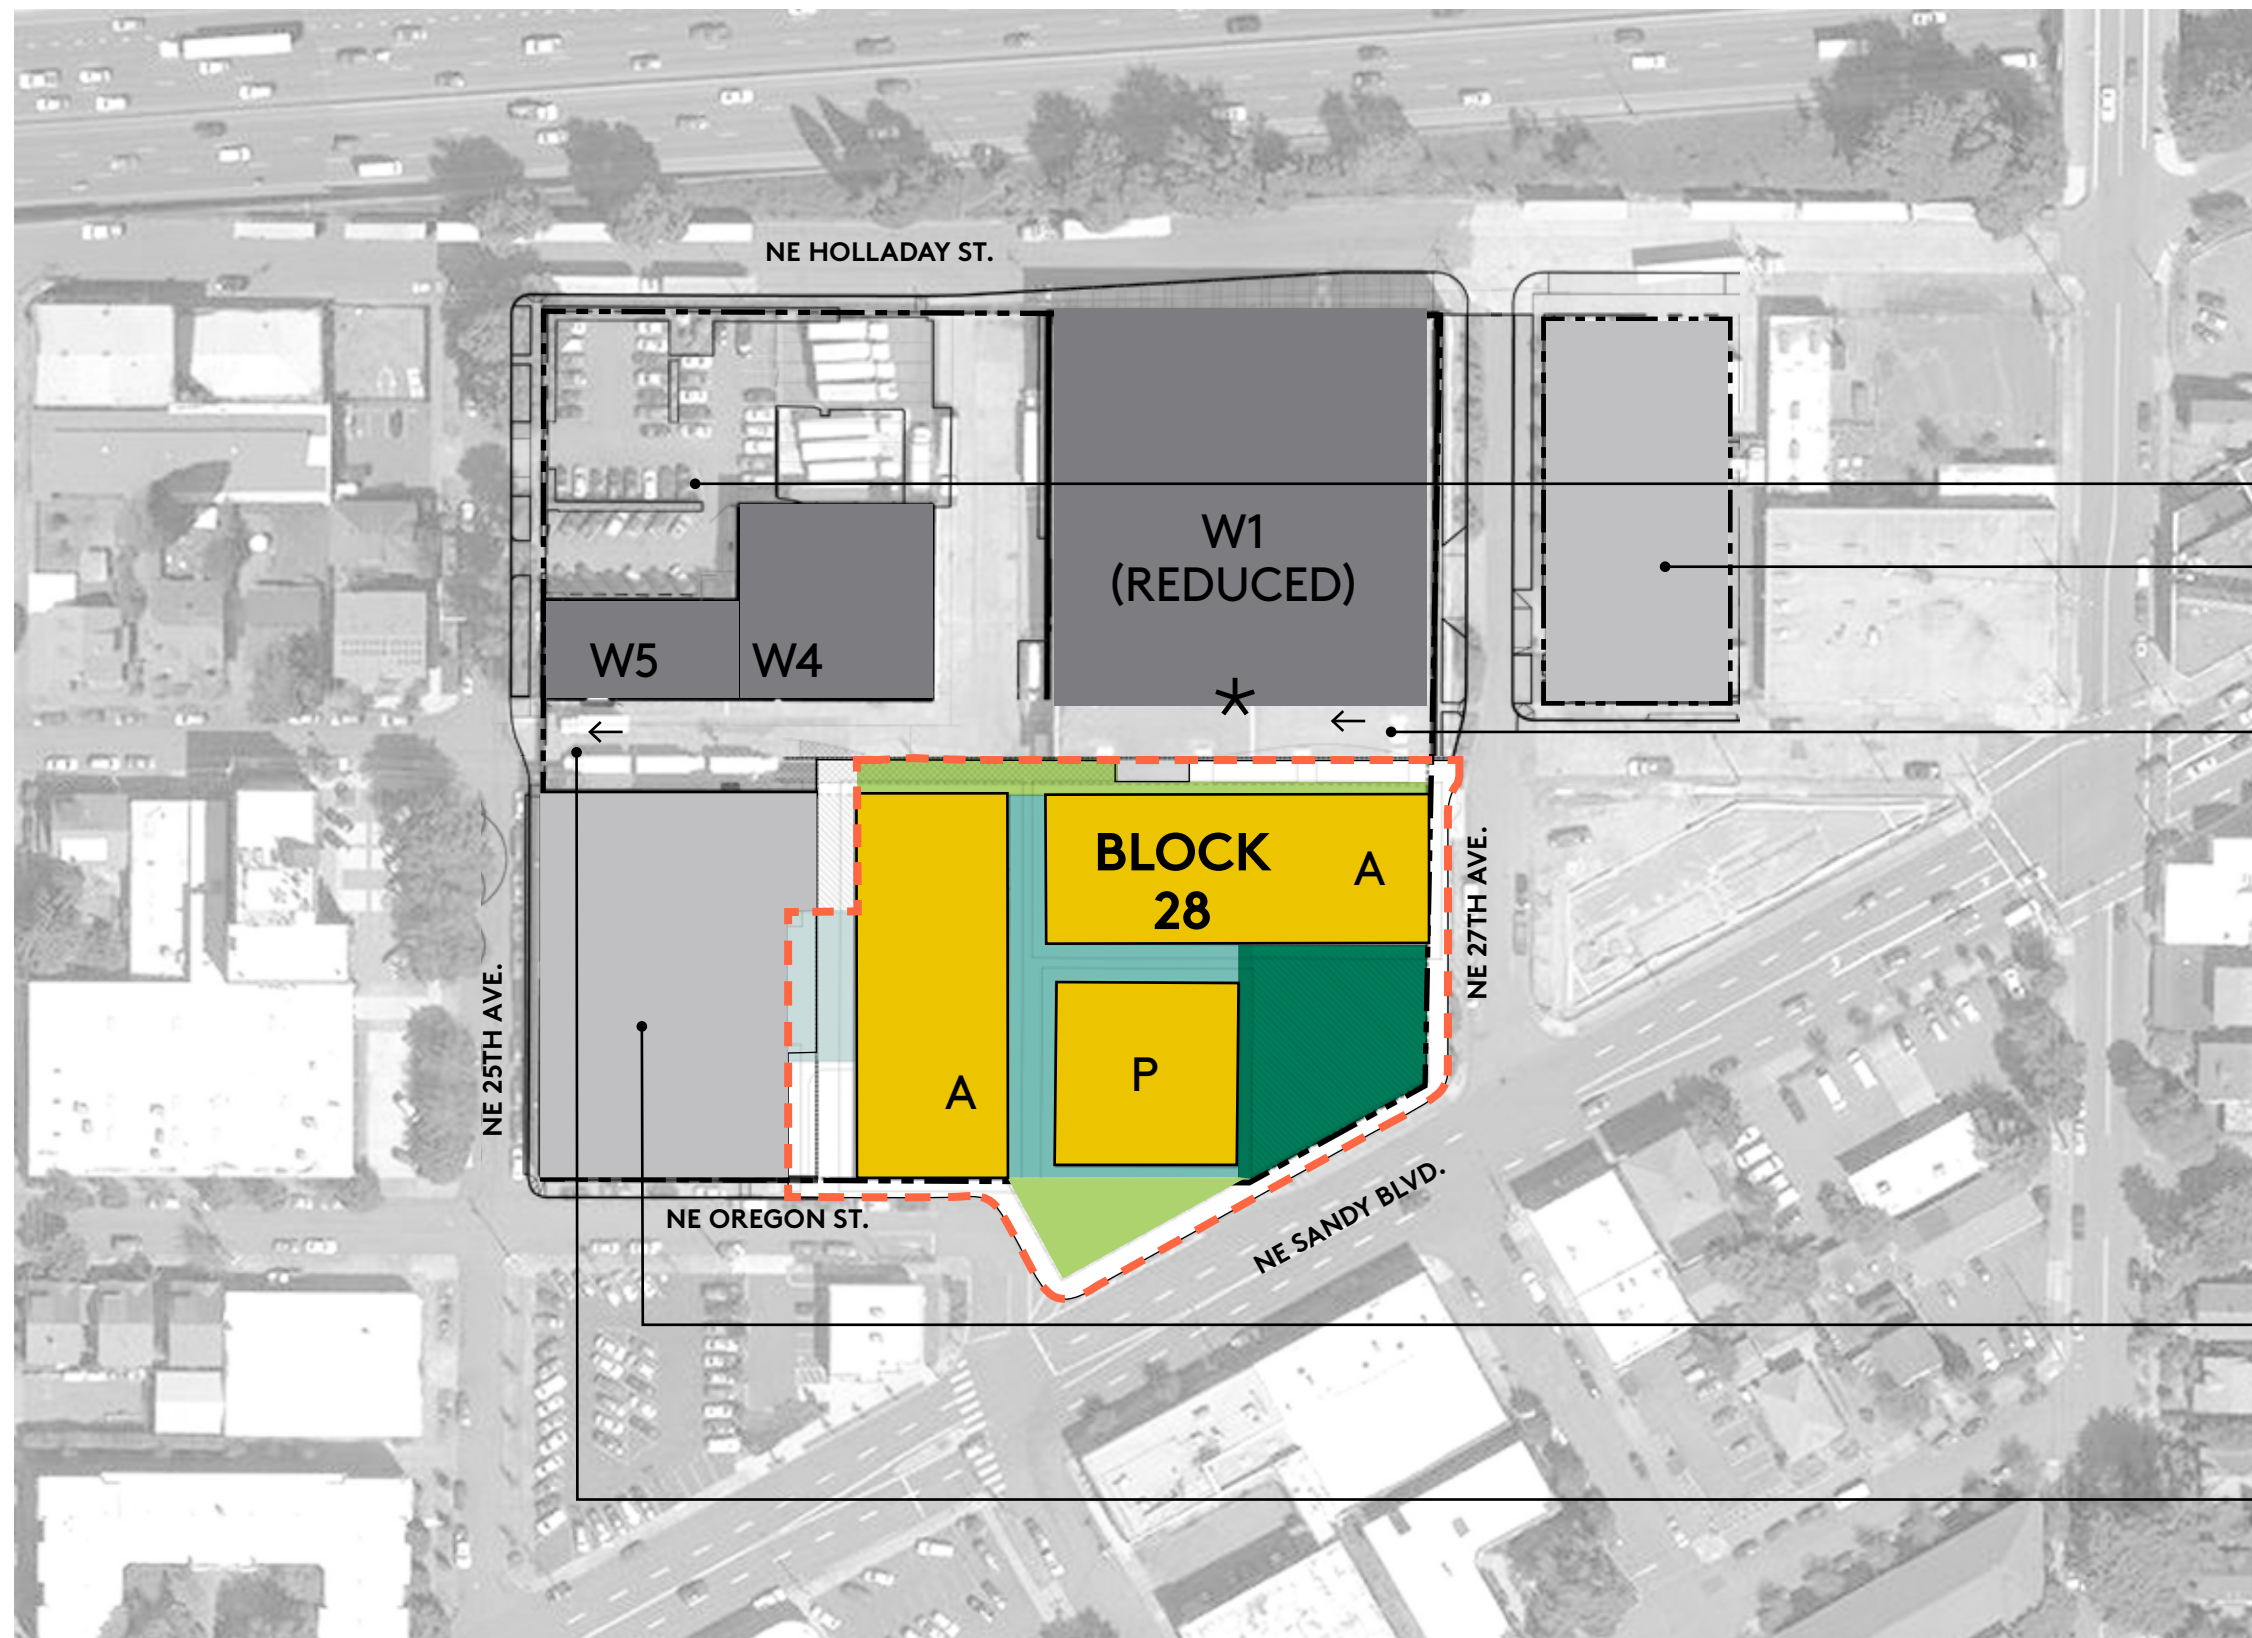 NE HOLLADAY ST.
W1
(REDUCED)
W5
W4
*
BLOCK
28
A
NE 27TH AVE.
NE 25TH AVE.
P
A
NE OREGON ST.
NE SANDY BLVD.